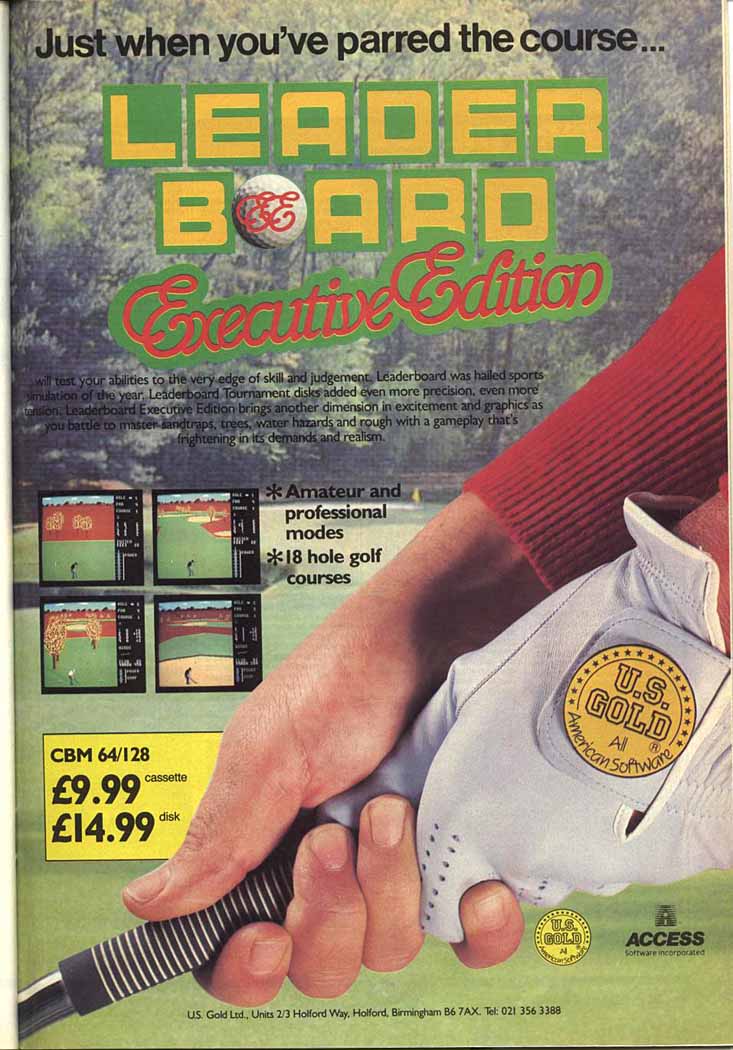 Just when you've parred the course...
LEADER
BOARD
EE
Executive Edition
...will test your abilities to the very edge of skill and judgement. Leaderboard was hailed sports
simulation of the year. Leaderboard Tournament disks added even more precision, even more
tension. Leaderboard Executive Edition brings another dimension in excitement and graphics as
you battle to master sandtraps, trees, water hazards and rough with a gameplay that's
frightening in its demands and realism.
* Amateur and
professional
modes
* 18 hole golf
courses
CBM 64/128
£9.99 cassette
£14.99 disk
U.S.
GOLD
All
American Software
®
U.S.
GOLD
All
American Software
®
ACCESS
Software Incorporated
U.S. Gold Ltd., Units 2/3 Holford Way, Holford, Birmingham B6 7AX. Tel: 021 356 3388